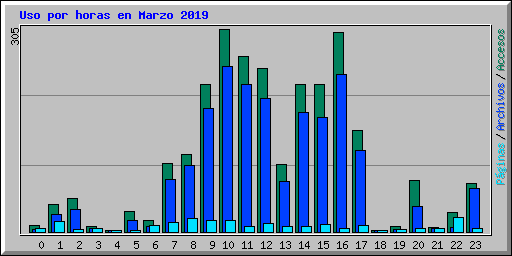 Uso por horas en Marzo 2019
305
Páginas / Archivos / Accesos
0 1 2 3 4 5 6 7 8 9 10 11 12 13 14 15 16 17 18 19 20 21 22 23